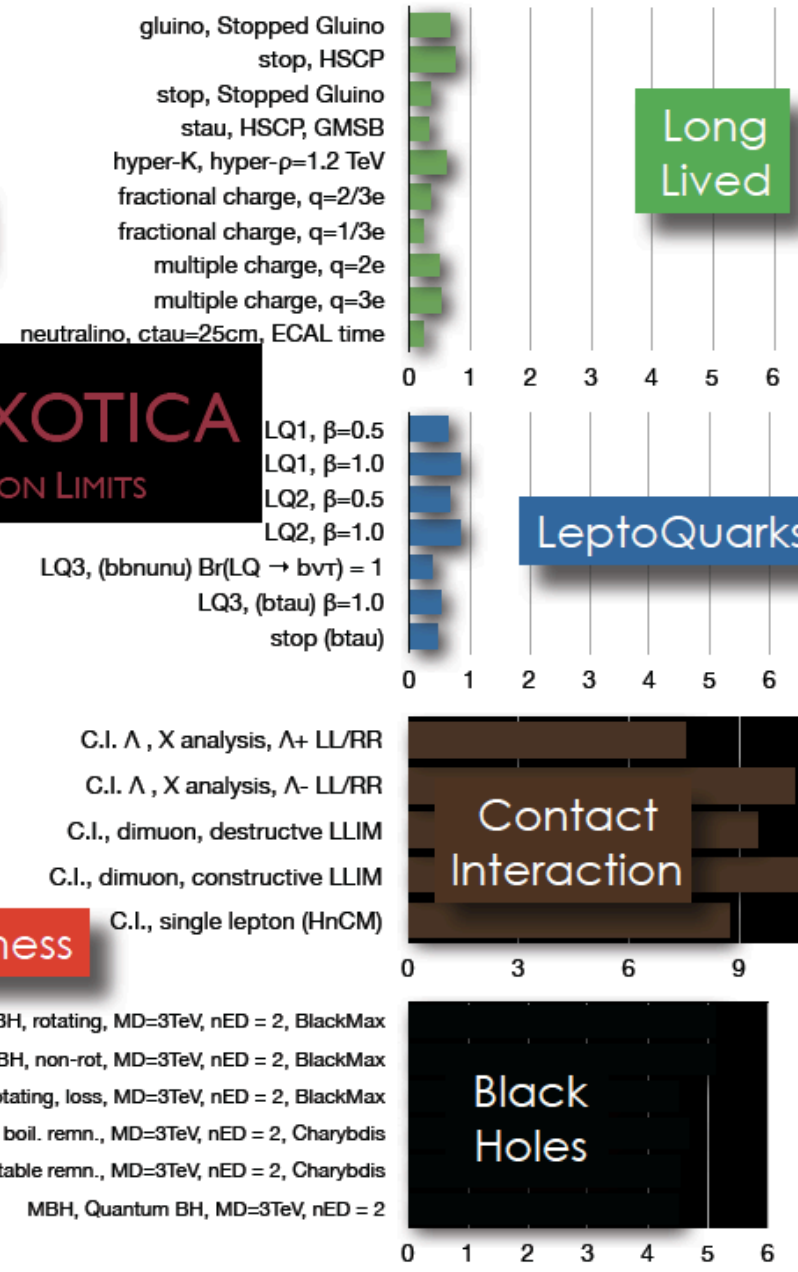 gluino, Stopped Gluino
stop, HSCP
stop, Stopped Gluino
stau, HSCP, GMSB
hyper-K, hyper-ρ=1.2 TeV
fractional charge, q=2/3e
fractional charge, q=1/3e
multiple charge, q=2e
multiple charge, q=3e
neutralino, ctau=25cm, ECAL time
Long
Lived
0 1 2 3 4 5 6
XOTICA
ON LIMITS
LQ1, β=0.5
LQ1, β=1.0
LQ2, β=0.5
LQ2, β=1.0
LQ3, (bbnunu) Br(LQ → bντ) = 1
LQ3, (btau) β=1.0
stop (btau)
LeptoQuarks
0 1 2 3 4 5 6
C.I. Λ , X analysis, Λ+ LL/RR
C.I. Λ , X analysis, Λ- LL/RR
C.I., dimuon, destructve LLIM
C.I., dimuon, constructive LLIM
C.I., single lepton (HnCM)
Contact
Interaction
0 3 6 9
ness
BH, rotating, MD=3TeV, nED = 2, BlackMax
BH, non-rot, MD=3TeV, nED = 2, BlackMax
otating, loss, MD=3TeV, nED = 2, BlackMax
boil. remn., MD=3TeV, nED = 2, Charybdis
table remn., MD=3TeV, nED = 2, Charybdis
MBH, Quantum BH, MD=3TeV, nED = 2
Black
Holes
0 1 2 3 4 5 6